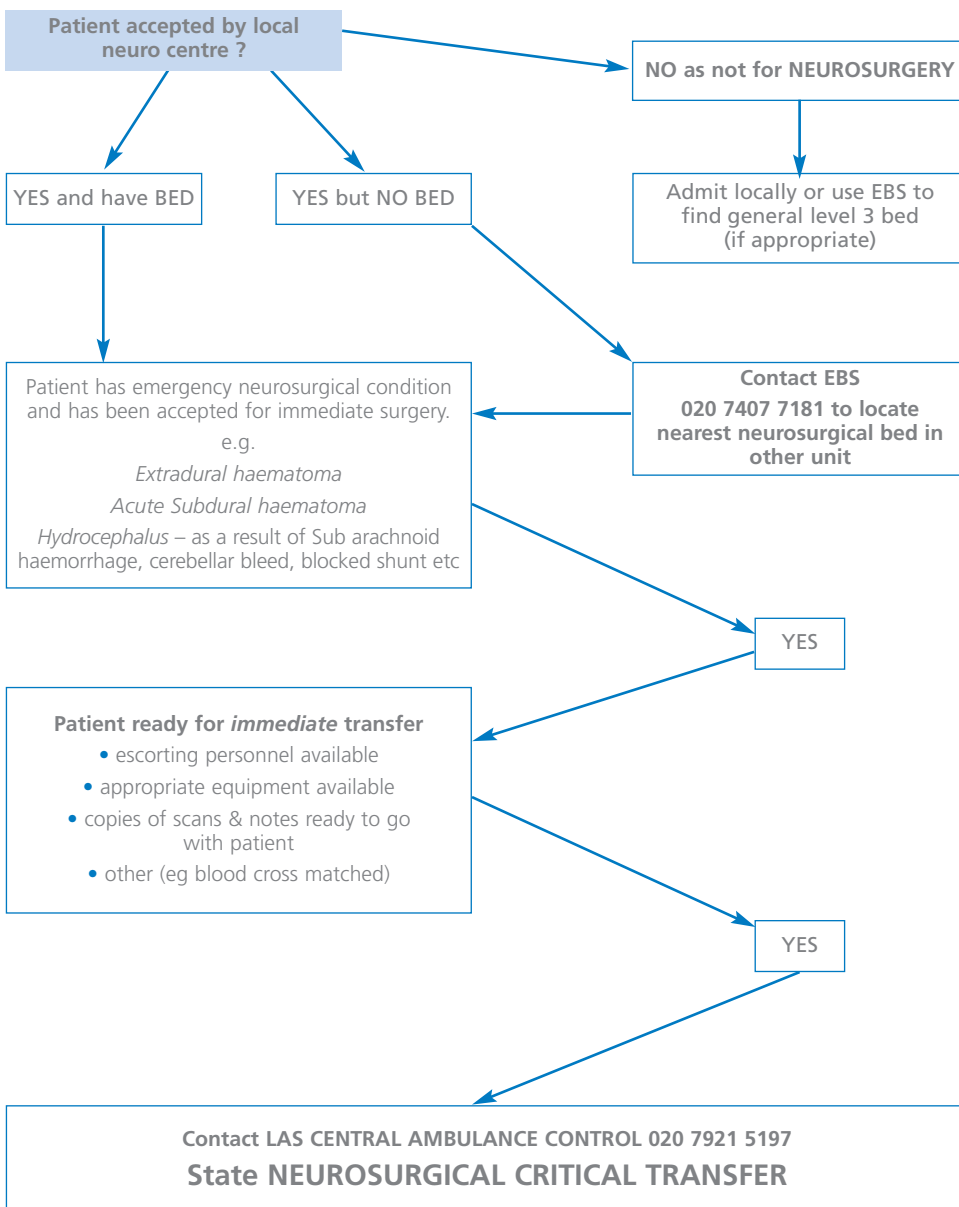 Patient accepted by local
neuro centre ?
NO as not for NEUROSURGERY
YES and have BED
YES but NO BED
Admit locally or use EBS to
find general level 3 bed
(if appropriate)
Patient has emergency neurosurgical condition
and has been accepted for immediate surgery.
e.g.
Extradural haematoma
Acute Subdural haematoma
Hydrocephalus – as a result of Sub arachnoid
haemorrhage, cerebellar bleed, blocked shunt etc
Contact EBS
020 7407 7181 to locate
nearest neurosurgical bed in
other unit
YES
Patient ready for immediate transfer
• escorting personnel available
• appropriate equipment available
• copies of scans & notes ready to go
with patient
• other (eg blood cross matched)
YES
Contact LAS CENTRAL AMBULANCE CONTROL 020 7921 5197
State NEUROSURGICAL CRITICAL TRANSFER